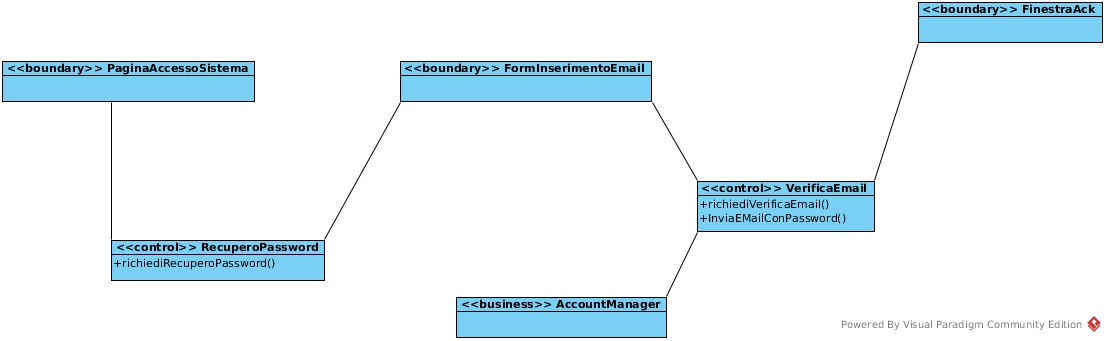 <<boundary>> FinestraAck
<<boundary>> PaginaAccessoSistema
<<boundary>> FormInserimentoEmail
<<control>> VerificaEmail
+richiediVerificaEmail()
+InviaEMailConPassword()
<<control>> RecuperoPassword
+richiediRecuperoPassword()
<<business>> AccountManager
Powered By Visual Paradigm Community Edition